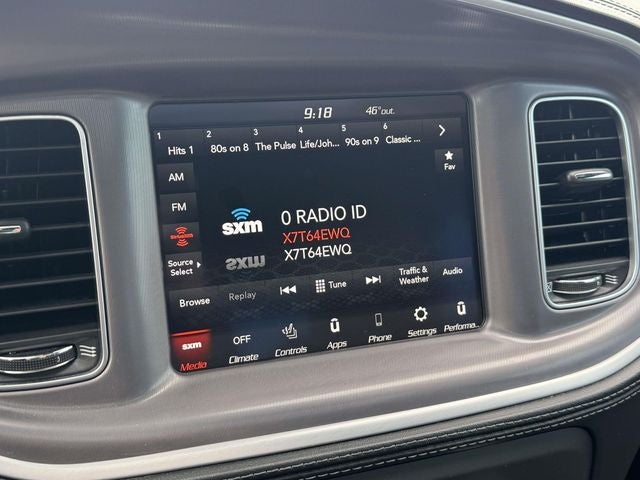 9:18 46° out.
1 2 3 4 5 6
Hits 1 80s on 8 The Pulse Life/Joh... 90s on 9 Classic ...
AM
Fav
FM
sxm
0 RADIO ID
SiriusXM
X7T64EWQ
X7T64EWQ
Source
Select
Browse Replay Tune Traffic &
Weather Audio
sxm OFF
Media Climate Controls Apps Phone Settings Performa...